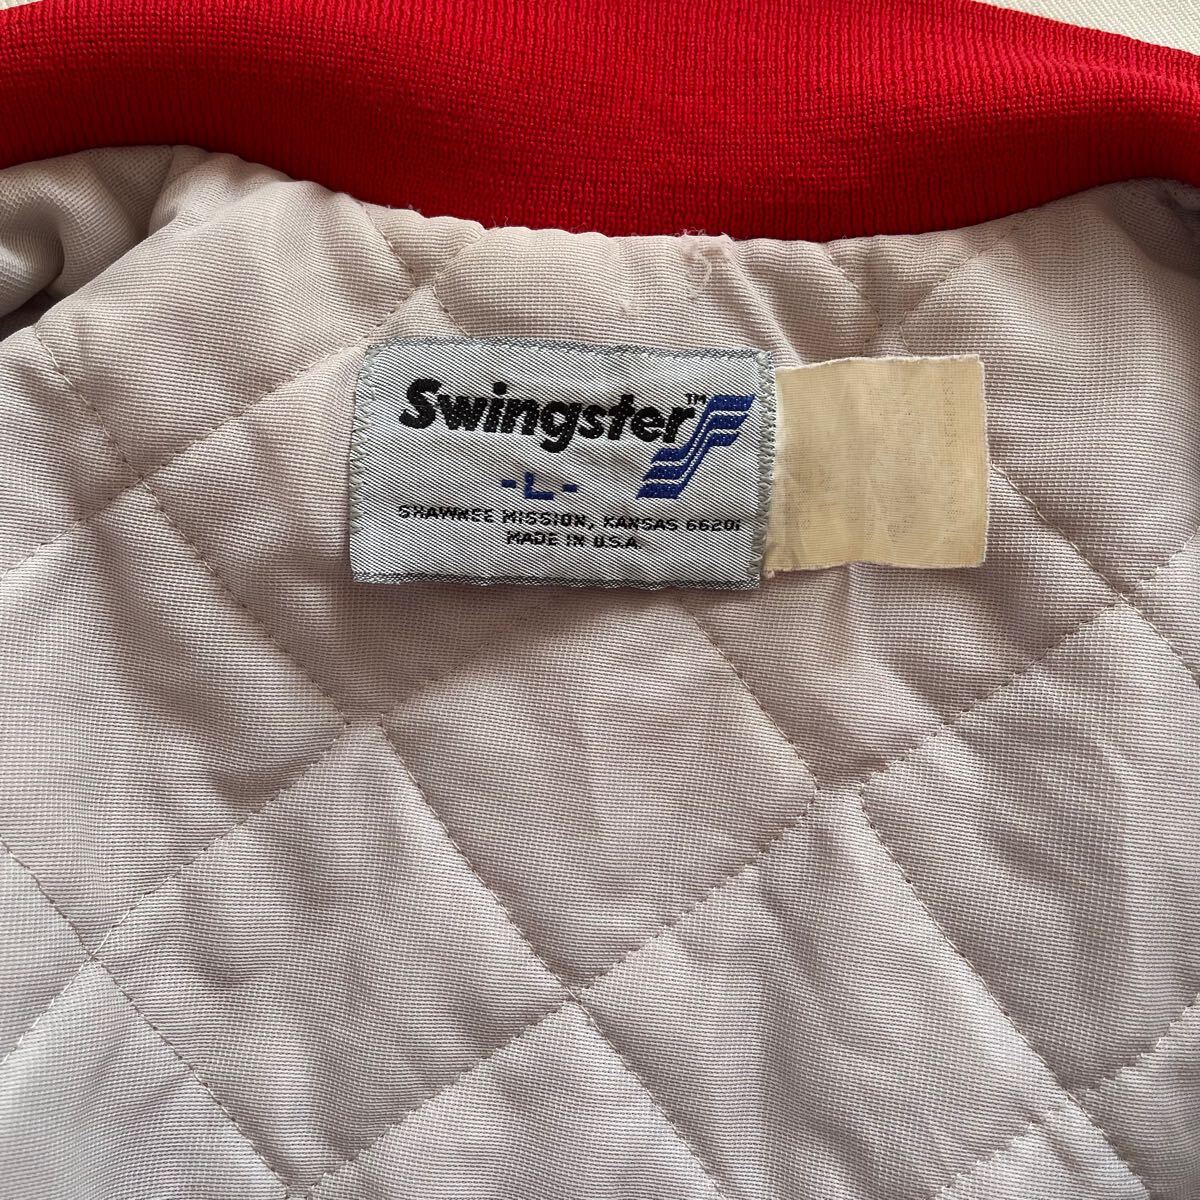 Swingster™
-L-
SHAWNEE MISSION, KANSAS 66201
MADE IN U.S.A.